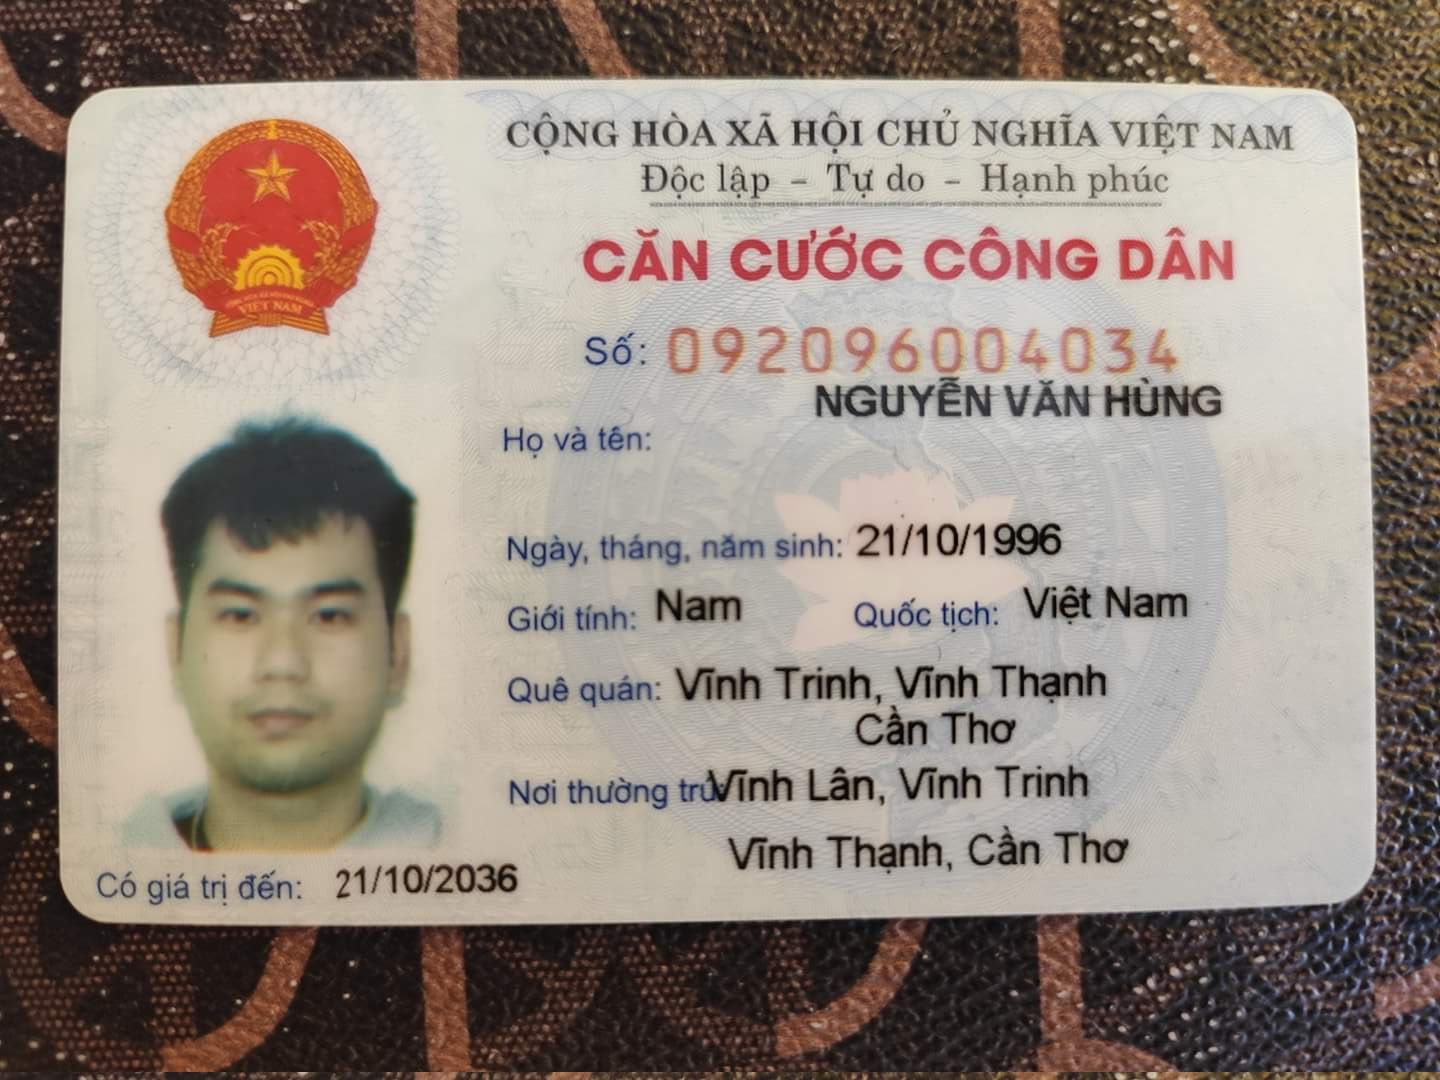 CỘNG HÒA XÃ HỘI CHỦ NGHĨA VIỆT NAM
Độc lập - Tự do - Hạnh phúc
CĂN CƯỚC CÔNG DÂN
Số: 092096004034
NGUYỄN VĂN HÙNG
Họ và tên:
Ngày, tháng, năm sinh: 21/10/1996
Giới tính: Nam Quốc tịch: Việt Nam
Quê quán: Vĩnh Trinh, Vĩnh Thạnh
Cần Thơ
Nơi thường trú Vĩnh Lân, Vĩnh Trinh
Vĩnh Thạnh, Cần Thơ
Có giá trị đến: 21/10/2036
VIỆT NAM